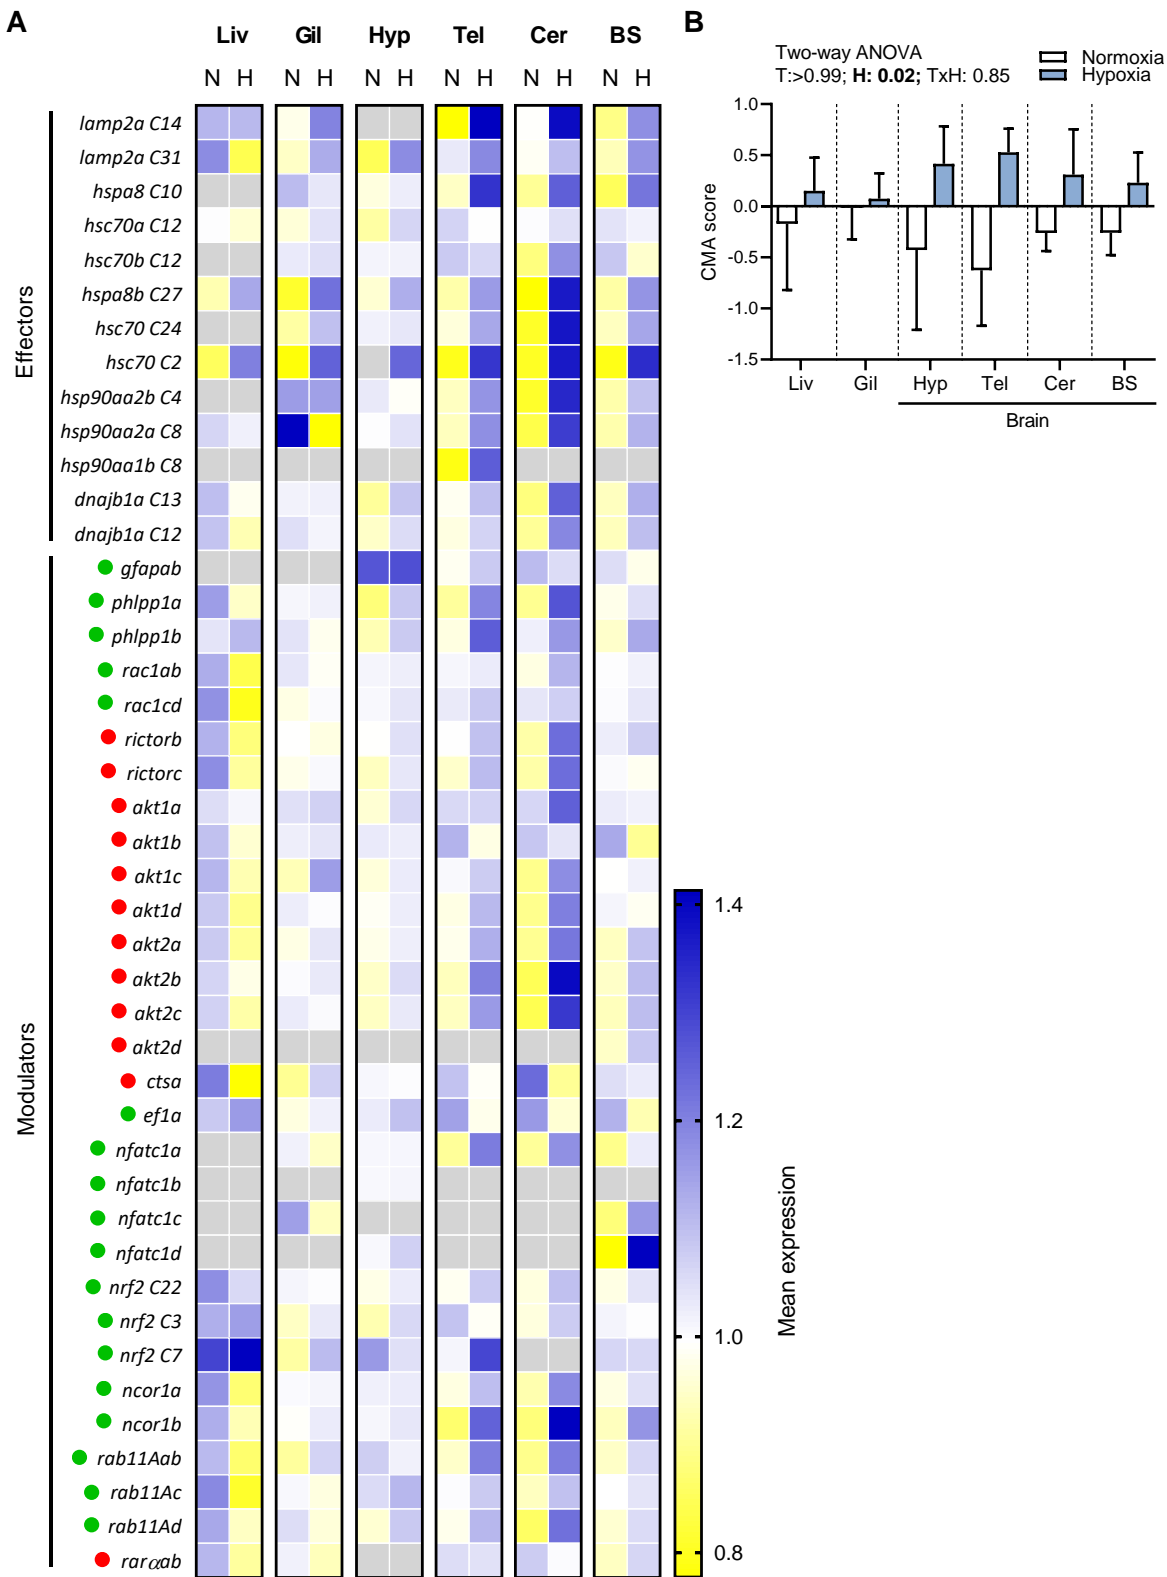 A
Liv Gil Hyp Tel Cer BS
N H N H N H N H N H N H
Effectors
lamp2a C14
lamp2a C31
hspa8 C10
hsc70a C12
hsc70b C12
hspa8b C27
hsc70 C24
hsc70 C2
hsp90aa2b C4
hsp90aa2a C8
hsp90aa1b C8
dnajb1a C13
dnajb1a C12
Modulators
gfapab
phlpp1a
phlpp1b
rac1ab
rac1cd
rictorb
rictorc
akt1a
akt1b
akt1c
akt1d
akt2a
akt2b
akt2c
akt2d
ctsa
ef1a
nfatc1a
nfatc1b
nfatc1c
nfatc1d
nrf2 C22
nrf2 C3
nrf2 C7
ncor1a
ncor1b
rab11Aab
rab11Ac
rab11Ad
rarαab
1.4
1.2
1.0
0.8
Mean expression
B
Two-way ANOVA
T:>0.99; H: 0.02; TxH: 0.85
Normoxia
Hypoxia
CMA score
1.0
0.5
0.0
-0.5
-1.0
-1.5
Liv Gil Hyp Tel Cer BS
Brain